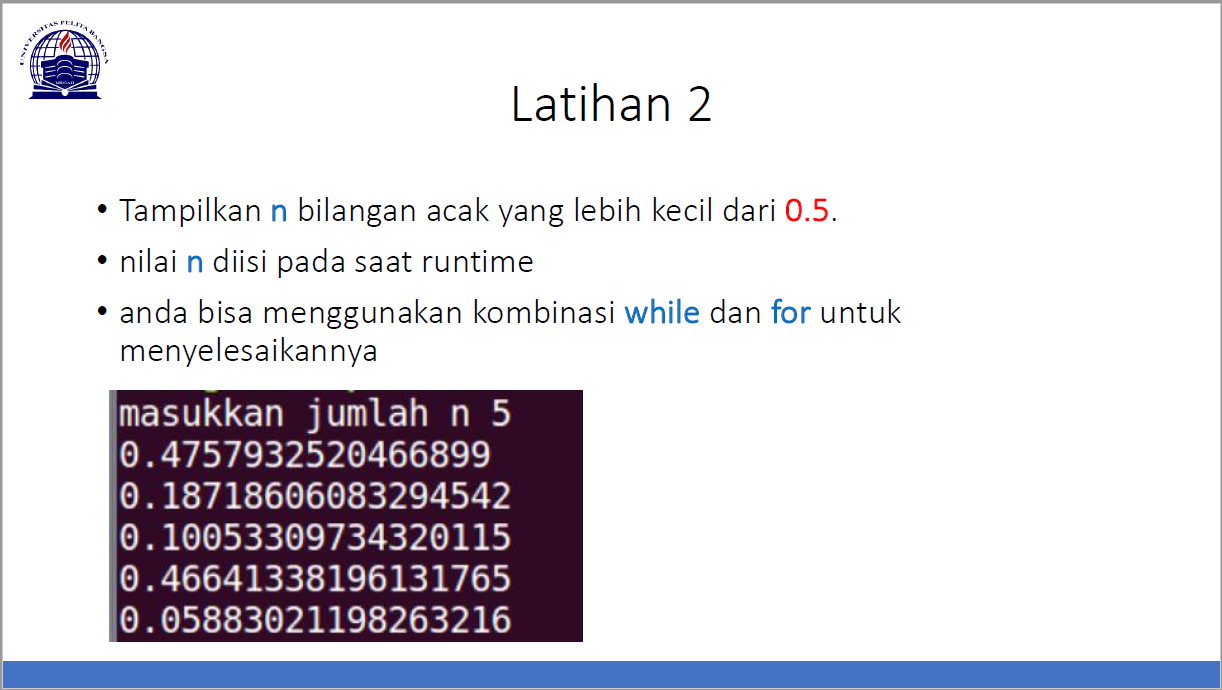 UNIVERSITAS PELITA BANGSA
Latihan 2
• Tampilkan n bilangan acak yang lebih kecil dari 0.5.
• nilai n diisi pada saat runtime
• anda bisa menggunakan kombinasi while dan for untuk
menyelesaikannya
masukkan jumlah n 5
0.4757932520466899
0.18718606083294542
0.10053309734320115
0.46641338196131765
0.05883021198263216